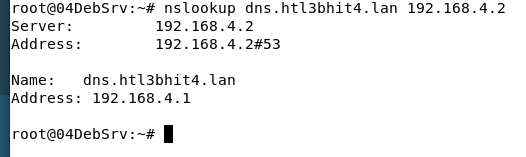 root@04DebSrv:~# nslookup dns.htl3bhit4.lan 192.168.4.2
Server:         192.168.4.2
Address:        192.168.4.2#53
Name:   dns.htl3bhit4.lan
Address: 192.168.4.1
root@04DebSrv:~#